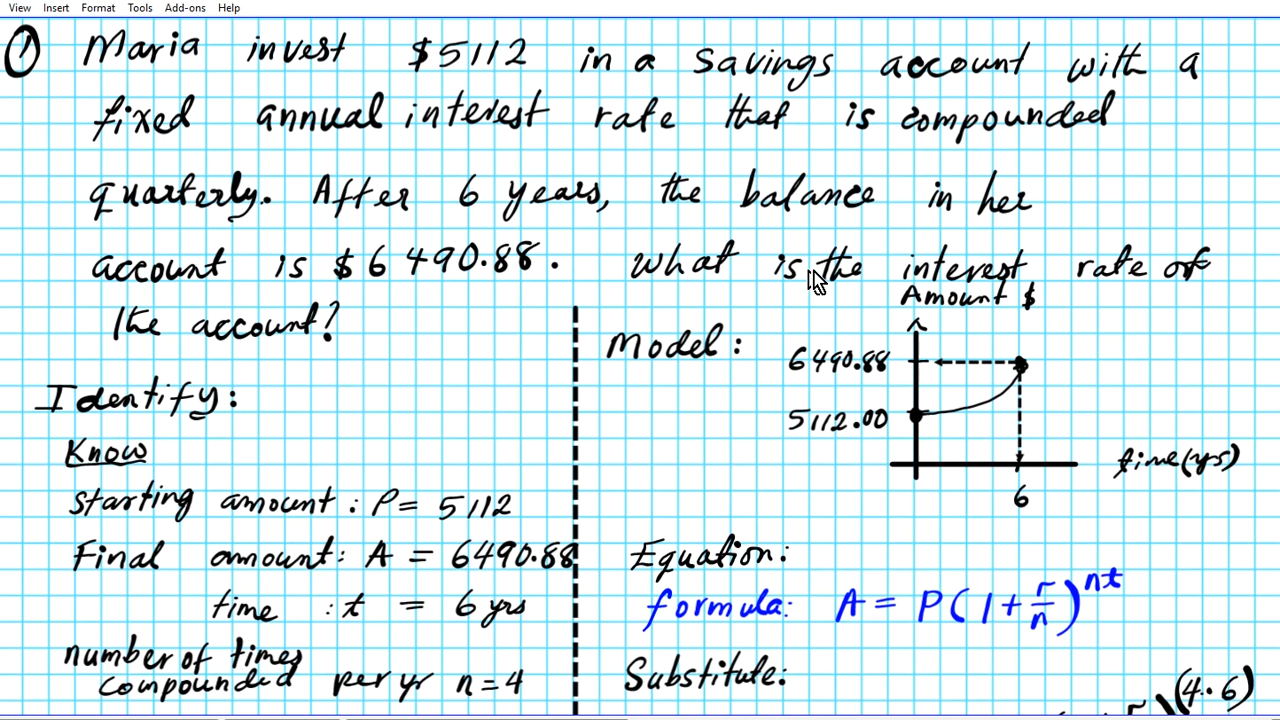 View Insert Format Tools Add-ons Help
① Maria invest $5112 in a savings account with a
fixed annual interest rate that is compounded
quarterly. After 6 years, the balance in her
account is $6490.88. What is the interest rate of
the account?
Identify:
Know
Starting amount: P = 5112
Final amount: A = 6490.88
time : t = 6 yrs
number of times
compounded per yr n = 4
Model:
Amount $
6490.88
5112.00
time (yrs)
6
Equation:
formula: A = P(1 + r/n)^nt
Substitute:
(4·6)